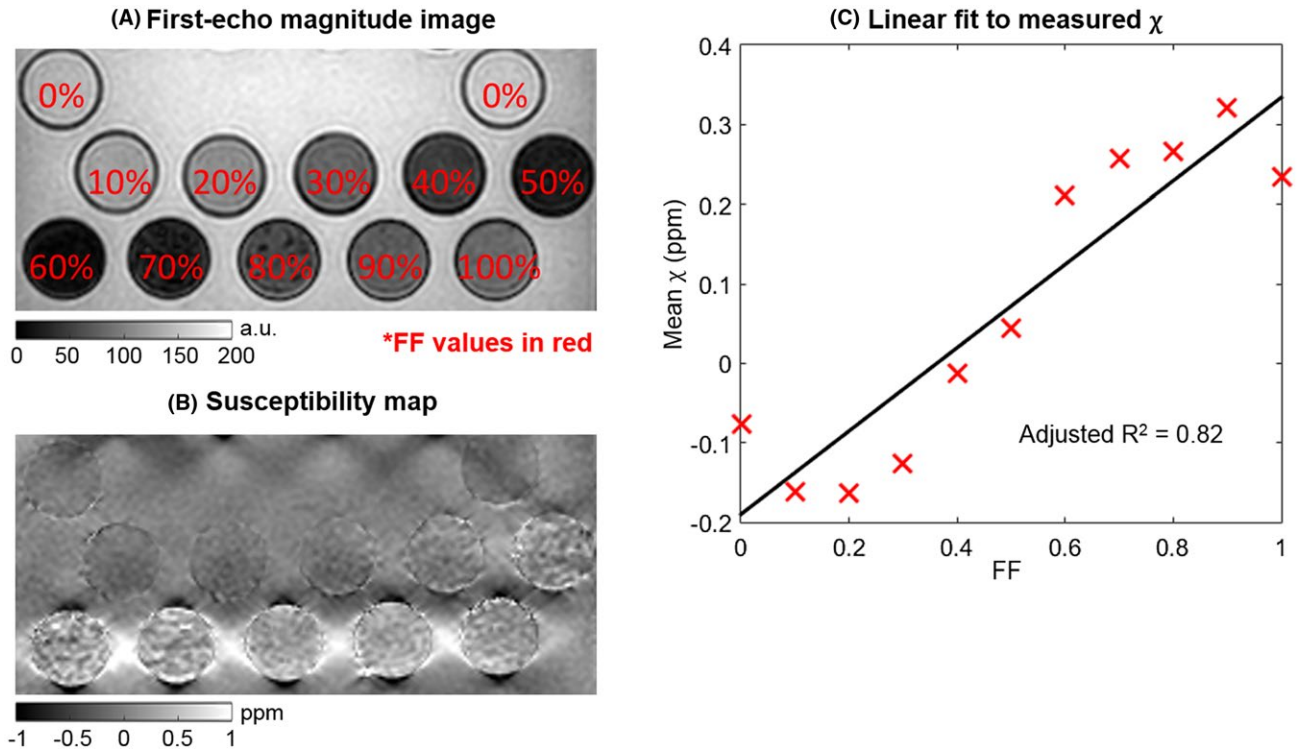 (A) First-echo magnitude image
0% 0%
10% 20% 30% 40% 50%
60% 70% 80% 90% 100%
a.u.
0 50 100 150 200
*FF values in red
(B) Susceptibility map
ppm
-1 -0.5 0 0.5 1
(C) Linear fit to measured χ
0.4
0.3
0.2
0.1
0
-0.1
-0.2
Mean χ (ppm)
Adjusted R² = 0.82
0 0.2 0.4 0.6 0.8 1
FF